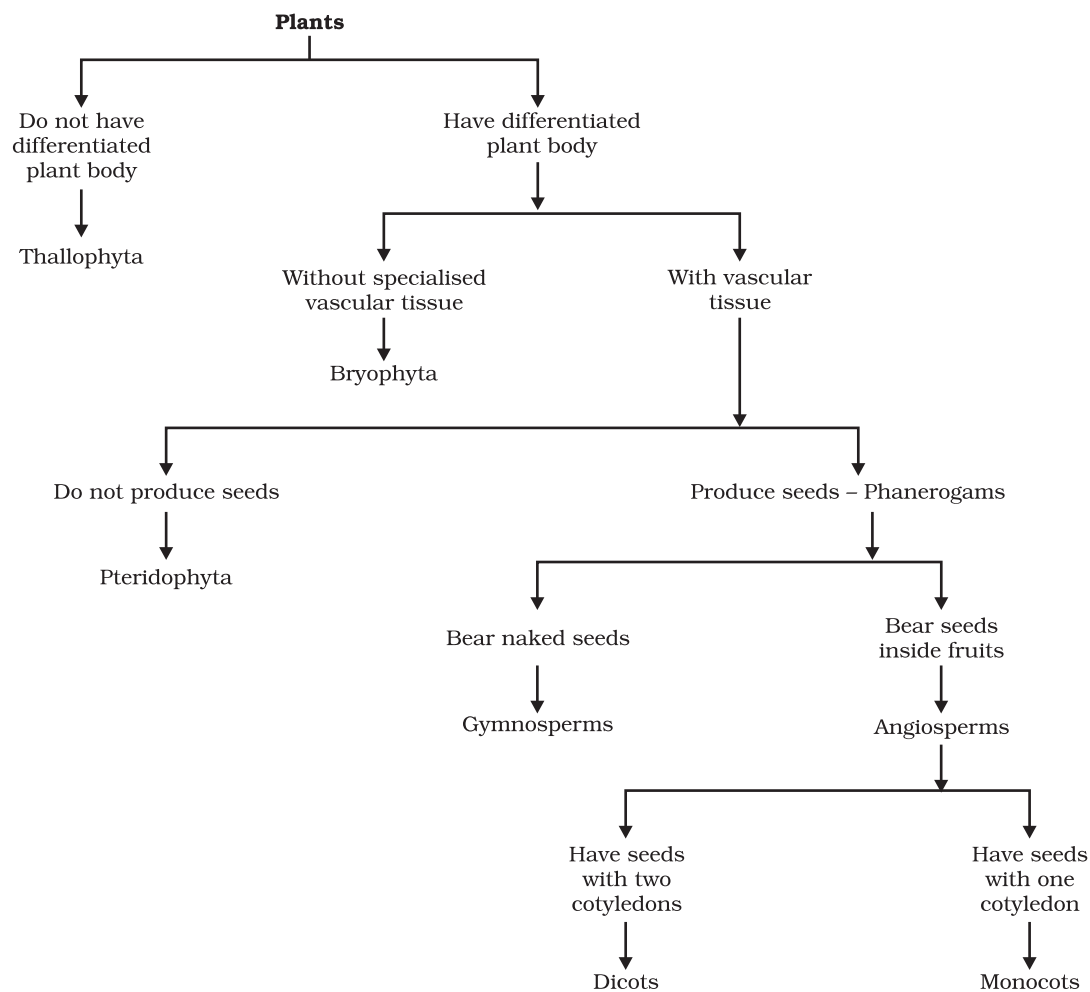 Plants
Do not have
differentiated
plant body
Have differentiated
plant body
Thallophyta
Without specialised
vascular tissue
With vascular
tissue
Bryophyta
Do not produce seeds
Produce seeds – Phanerogams
Pteridophyta
Bear naked seeds
Bear seeds
inside fruits
Gymnosperms
Angiosperms
Have seeds
with two
cotyledons
Have seeds
with one
cotyledon
Dicots
Monocots